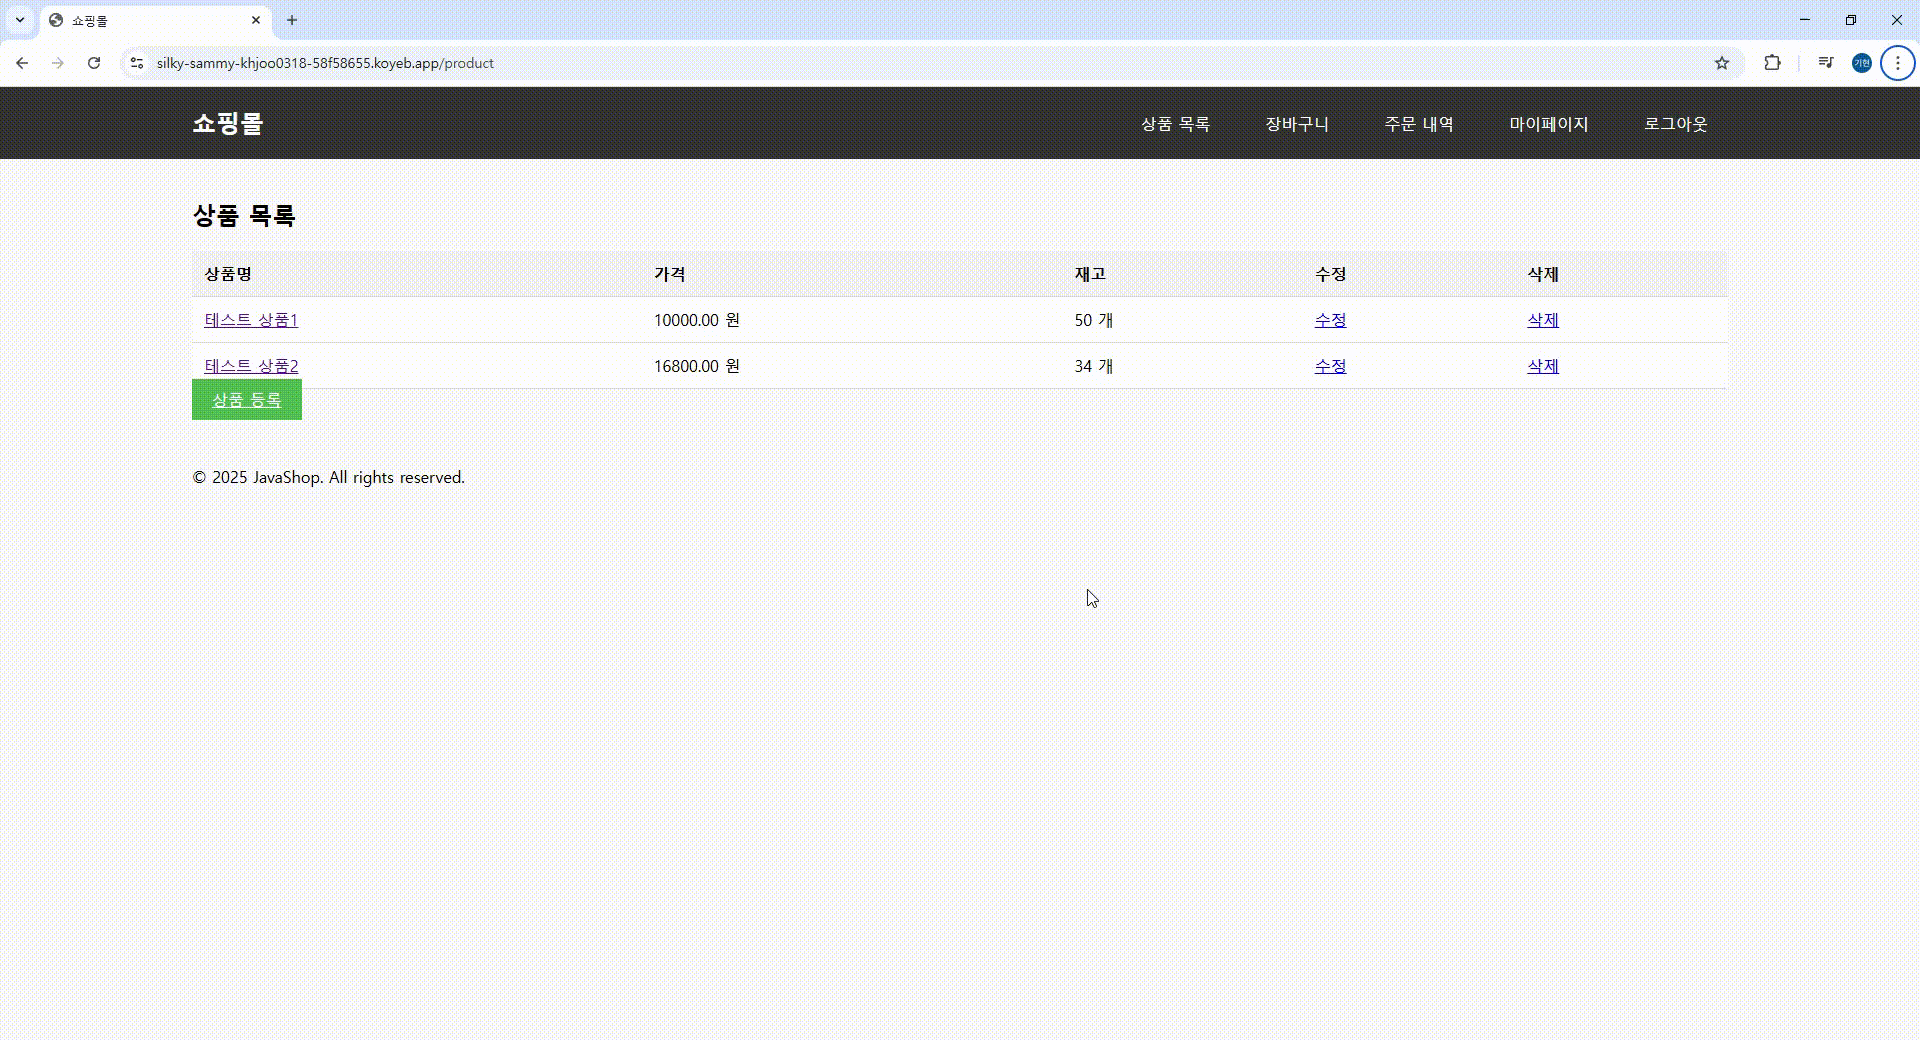 쇼핑몰
silky-sammy-khjoo0318-58f58655.koyeb.app/product
기현
쇼핑몰 상품 목록 장바구니 주문 내역 마이페이지 로그아웃
상품 목록
상품명 가격 재고 수정 삭제
테스트 상품1 10000.00 원 50 개 수정 삭제
테스트 상품2 16800.00 원 34 개 수정 삭제
상품 등록
© 2025 JavaShop. All rights reserved.